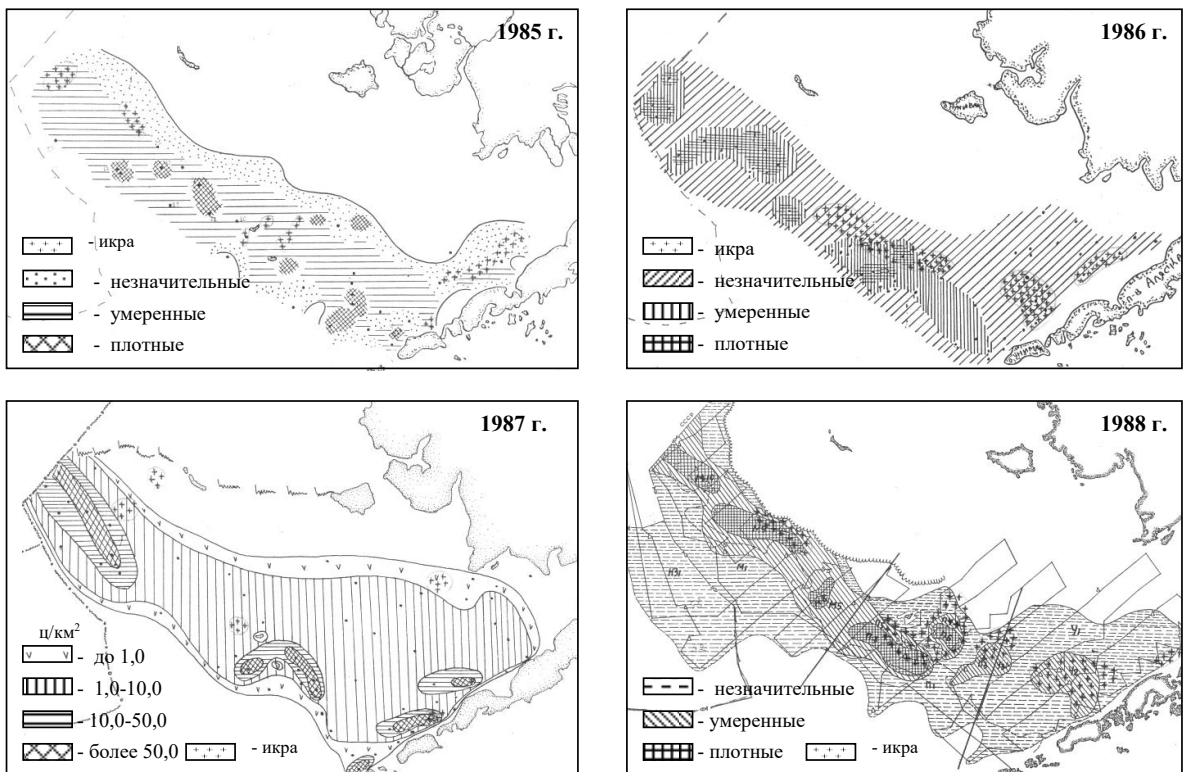 1985 г.
- икра
- незначительные
- умеренные
- плотные
1986 г.
- икра
- незначительные
- умеренные
- плотные
1987 г.
ц/км²
- до 1,0
- 1,0-10,0
- 10,0-50,0
- более 50,0 - икра
1988 г.
- незначительные
- умеренные
- плотные - икра